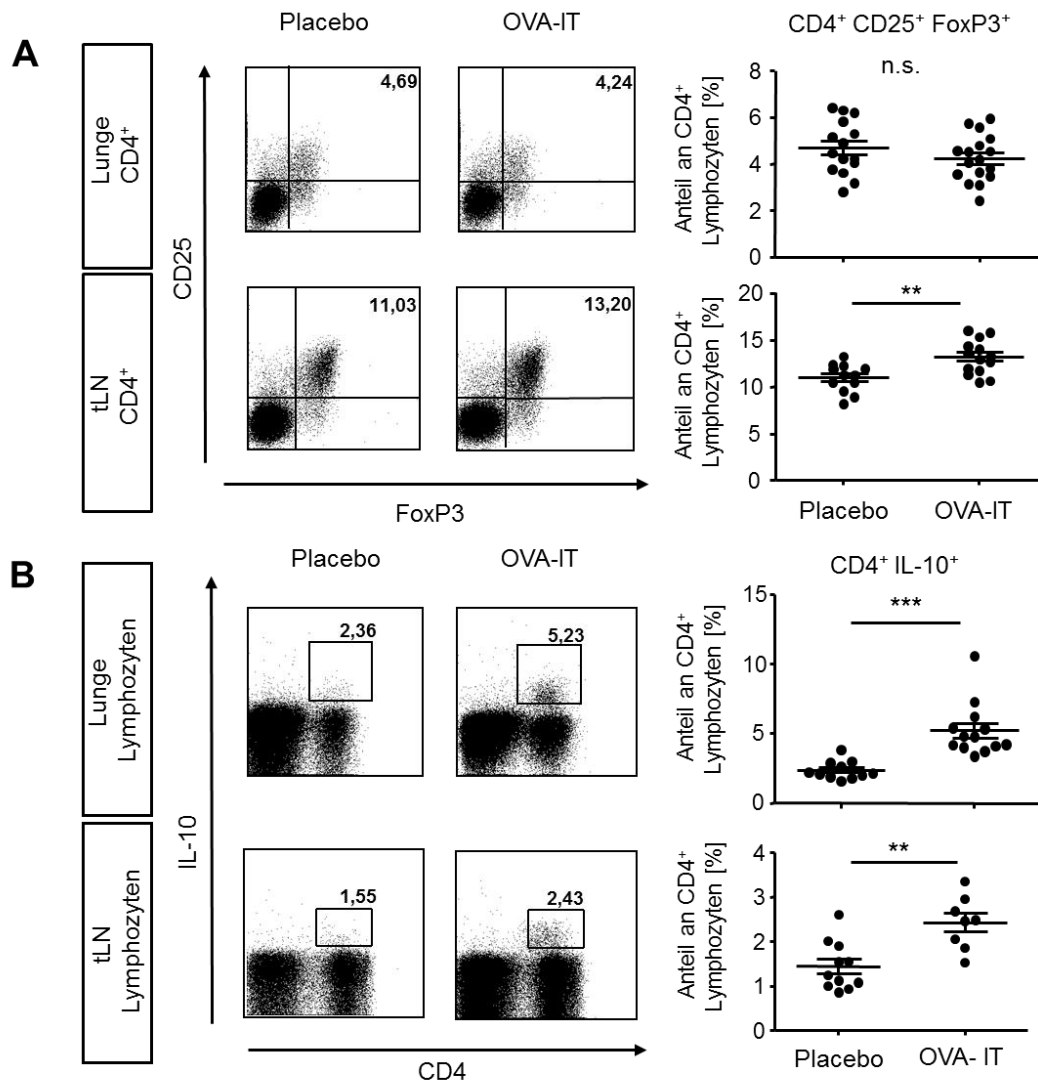 A
Placebo
OVA-IT
CD4⁺ CD25⁺ FoxP3⁺
Lunge
CD4⁺
4,69
4,24
n.s.
Anteil an CD4⁺
Lymphozyten [%]
8
6
4
2
0
CD25
tLN
CD4⁺
11,03
13,20
**
Anteil an CD4⁺
Lymphozyten [%]
20
15
10
5
0
FoxP3
Placebo
OVA-IT
B
Placebo
OVA-IT
CD4⁺ IL-10⁺
Lunge
Lymphozyten
2,36
5,23
***
Anteil an CD4⁺
Lymphozyten [%]
15
10
5
0
IL-10
tLN
Lymphozyten
1,55
2,43
**
Anteil an CD4⁺
Lymphozyten [%]
4
3
2
1
0
CD4
Placebo
OVA- IT